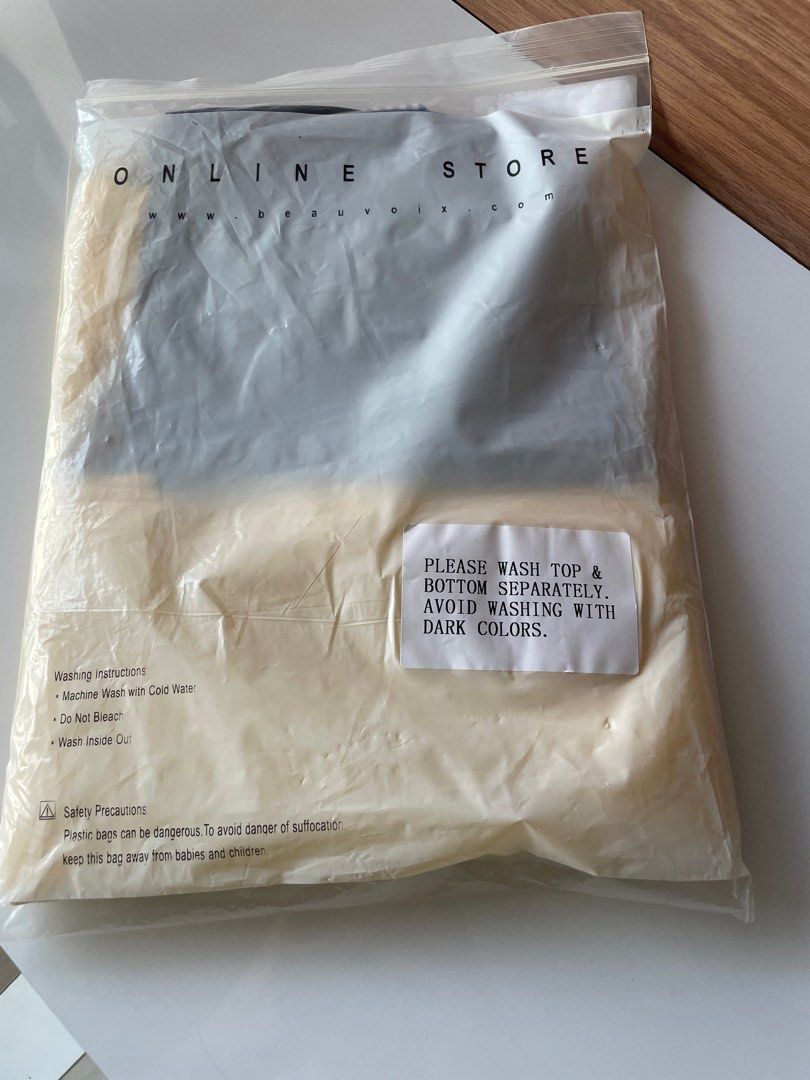 ONLINE STORE
www.beauvoix.com
PLEASE WASH TOP &
BOTTOM SEPARATELY.
AVOID WASHING WITH
DARK COLORS.
Washing Instructions:
• Machine Wash with Cold Water
• Do Not Bleach
• Wash Inside Out
⚠ Safety Precautions:
Plastic bags can be dangerous.To avoid danger of suffocation
keep this bag away from babies and children.